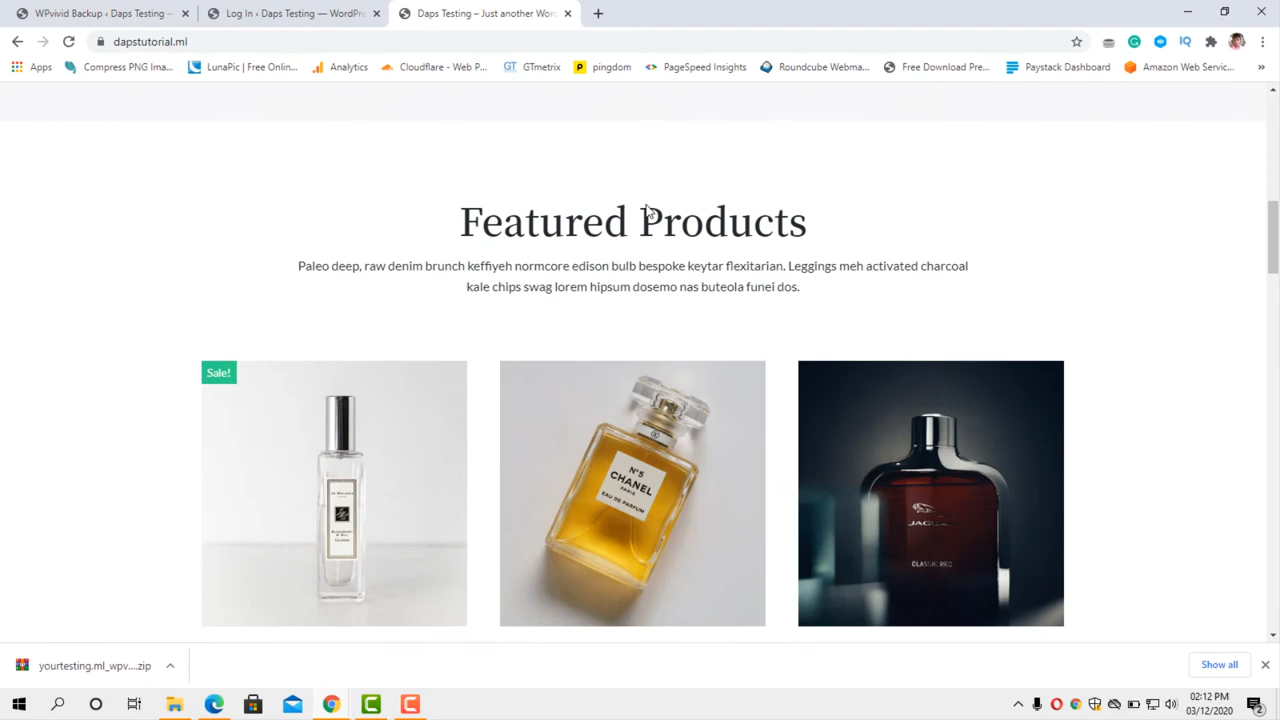 WPvivid Backup ‹ Daps Testing —
Log In ‹ Daps Testing — WordPre
Daps Testing – Just another Wor
dapstutorial.ml
Apps
Compress PNG Ima...
LunaPic | Free Onlin...
Analytics
Cloudflare - Web P...
GTmetrix
pingdom
PageSpeed Insights
Roundcube Webma...
Free Download Pre...
Paystack Dashboard
Amazon Web Servic...
Featured Products
Paleo deep, raw denim brunch keffiyeh normcore edison bulb bespoke keytar flexitarian. Leggings meh activated charcoal
kale chips swag lorem hipsum dosemo nas buteola funei dos.
Sale!
N°5
CHANEL
PARIS
EAU DE PARFUM
JAGUAR
CLASSIC RED
yourtesting.ml_wpv....zip
Show all
02:12 PM
03/12/2020
2